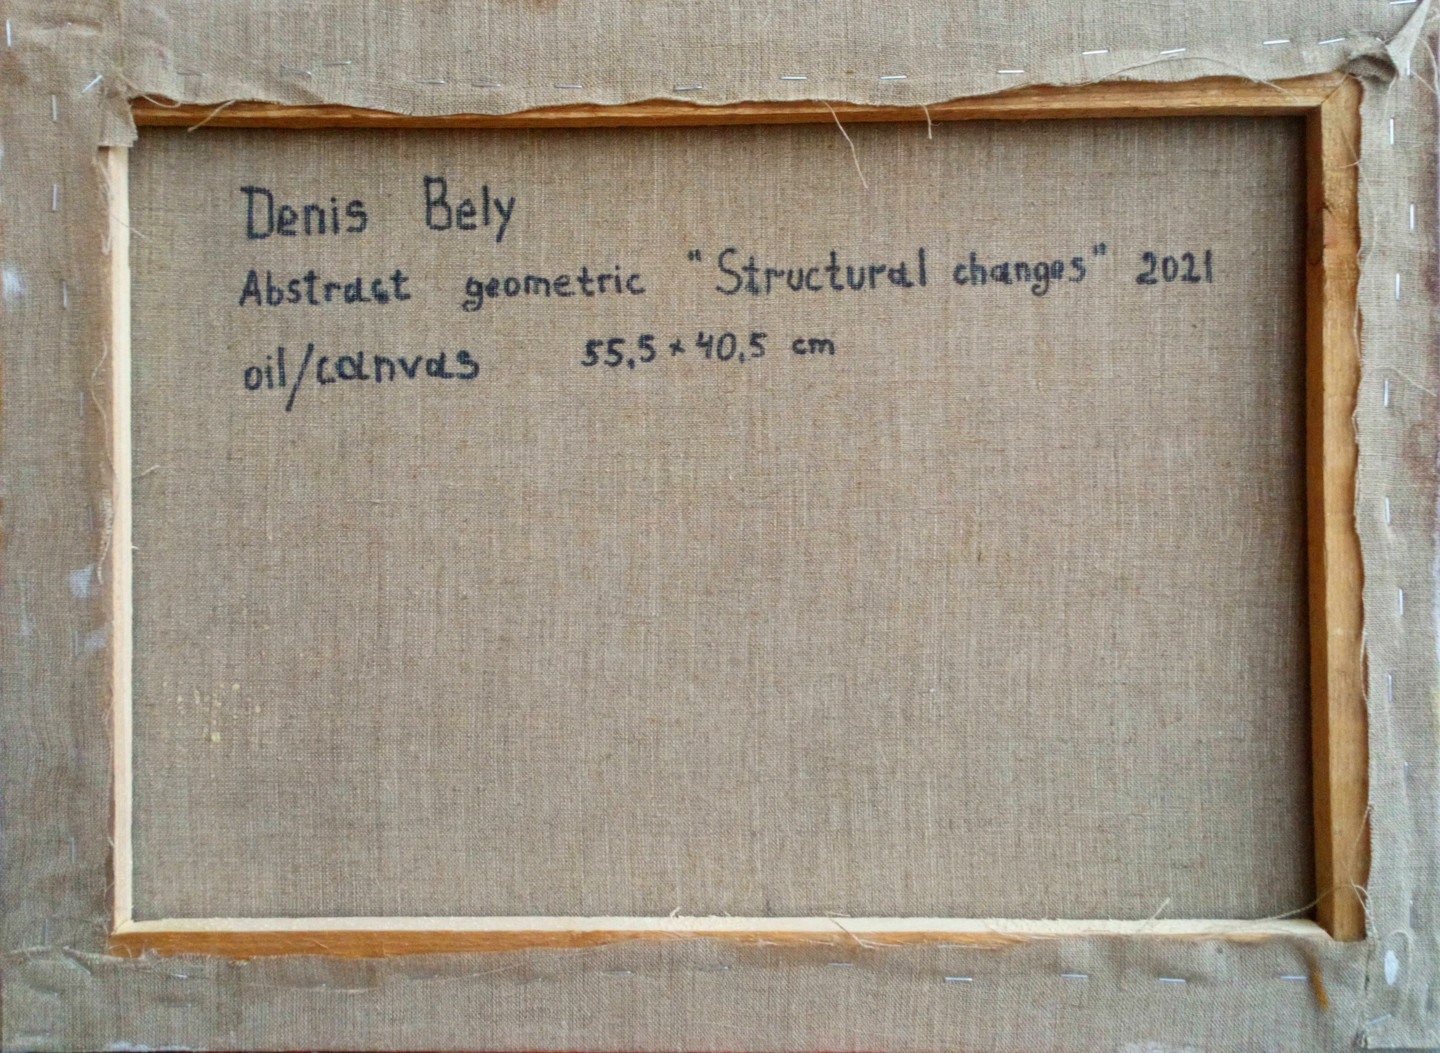 Denis Bely
Abstract geometric "Structural changes" 2021
oil/canvas 55,5 × 40,5 cm